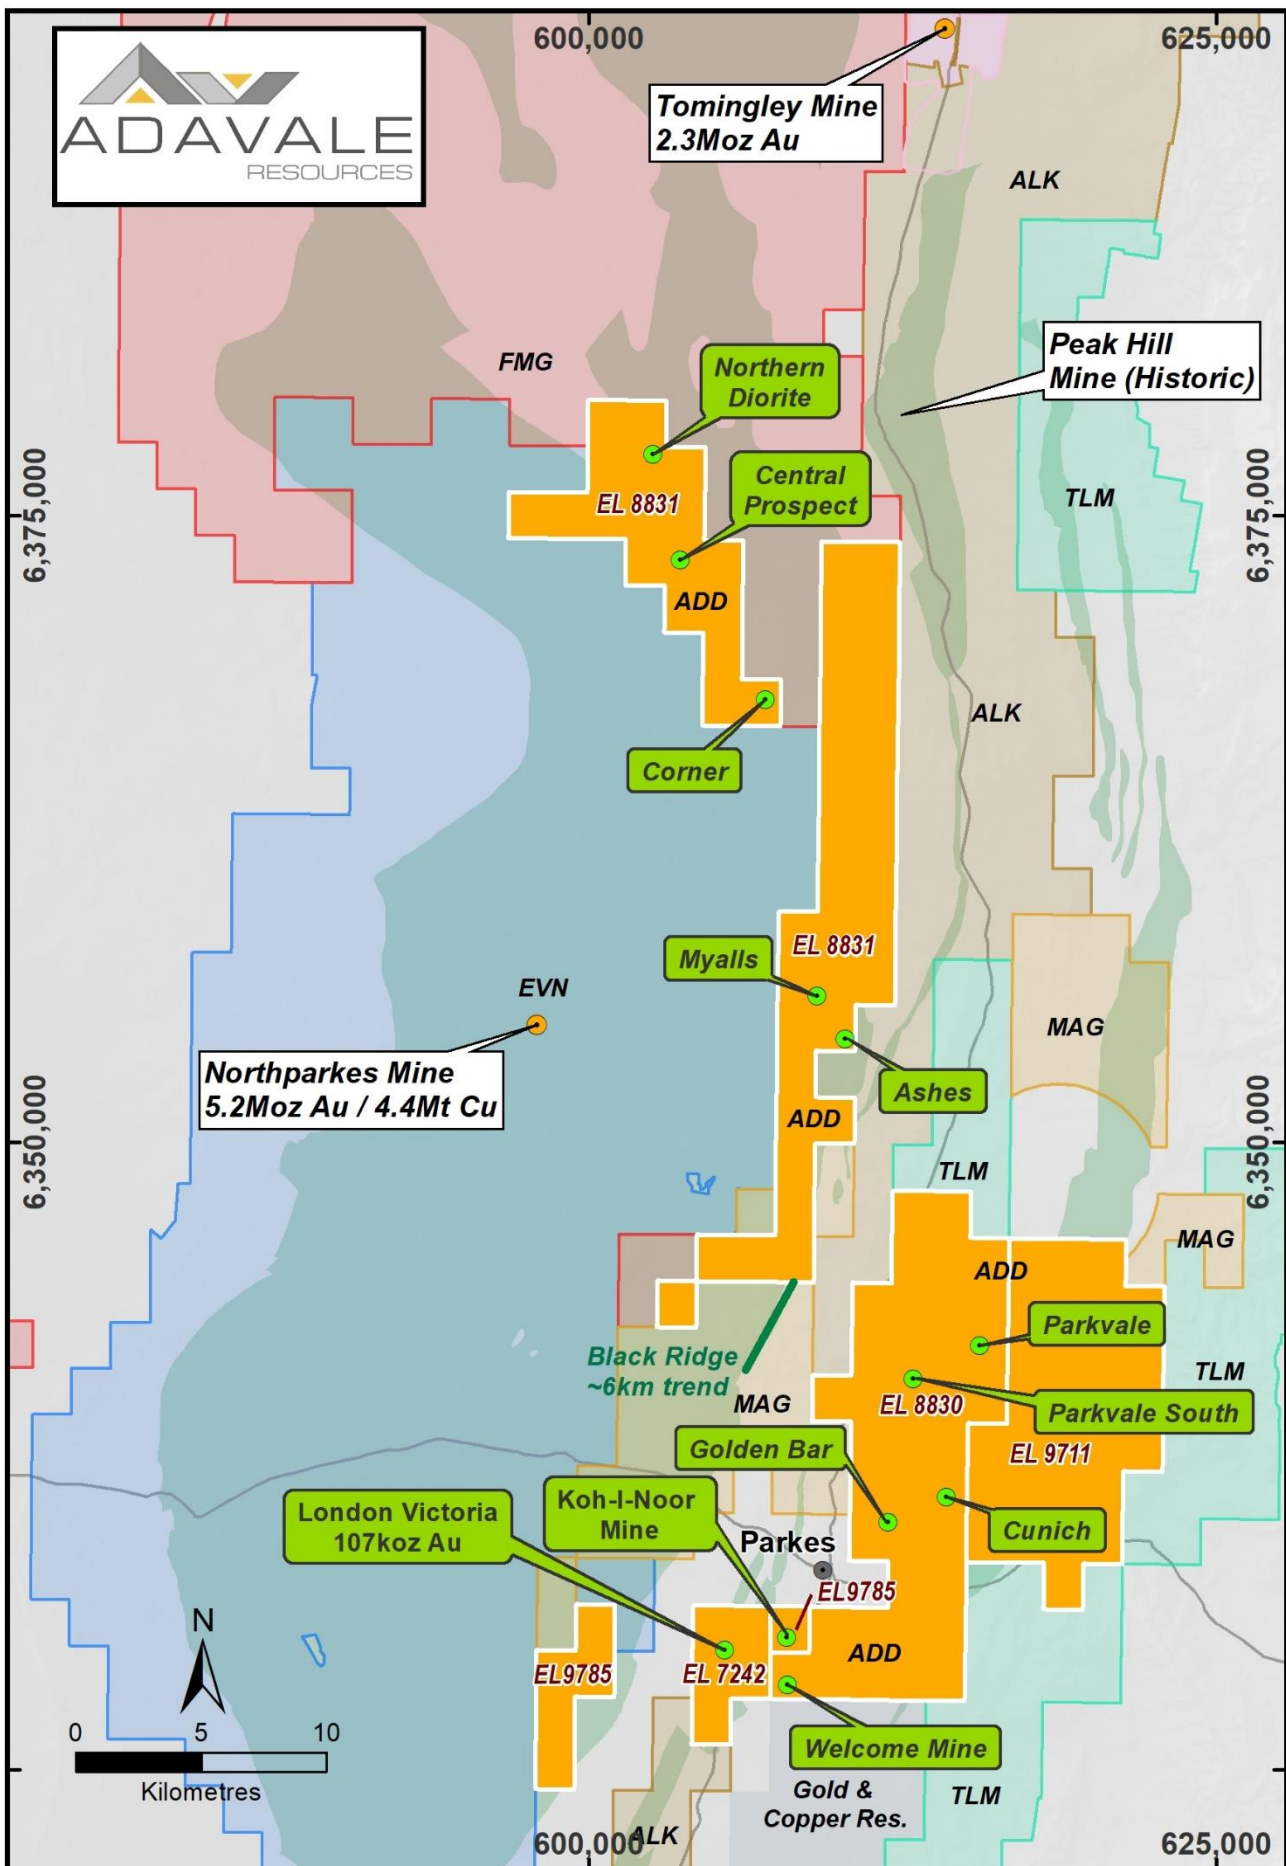 600,000
625,000
ADAVALE
RESOURCES
Tomingley Mine
2.3Moz Au
ALK
Peak Hill
Mine (Historic)
FMG
Northern
Diorite
Central
Prospect
EL 8831
TLM
6,375,000
6,375,000
ADD
ALK
Corner
EL 8831
Myalls
EVN
MAG
Northparkes Mine
5.2Moz Au / 4.4Mt Cu
Ashes
ADD
6,350,000
6,350,000
TLM
MAG
ADD
Parkvale
Black Ridge
~6km trend
TLM
MAG
EL 8830
Parkvale South
Golden Bar
EL 9711
London Victoria
107koz Au
Koh-I-Noor
Mine
Cunich
Parkes
EL9785
N
ADD
EL9785
EL 7242
0 5 10
Kilometres
Welcome Mine
Gold &
Copper Res.
TLM
ALK
600,000
625,000